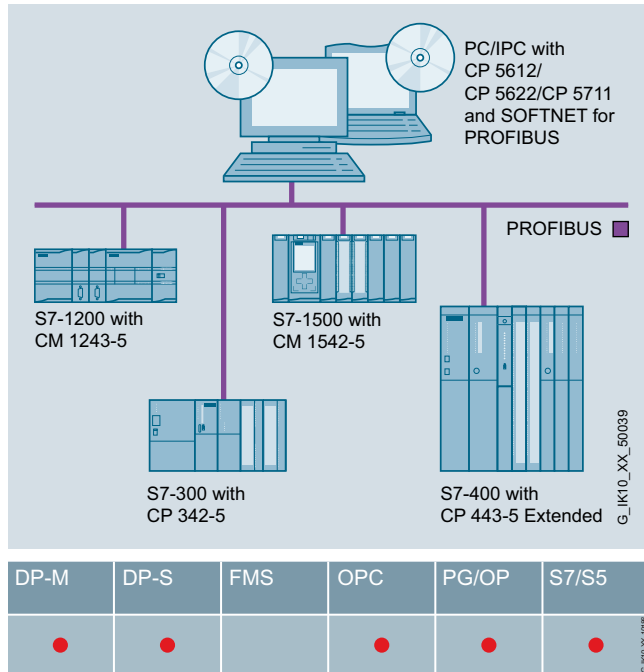 PC/IPC with
CP 5612/
CP 5622/CP 5711
and SOFTNET for
PROFIBUS
PROFIBUS
S7-1200 with
CM 1243-5
S7-1500 with
CM 1542-5
S7-300 with
CP 342-5
S7-400 with
CP 443-5 Extended
G_IK10_XX_50039
DP-M DP-S FMS OPC PG/OP S7/S5